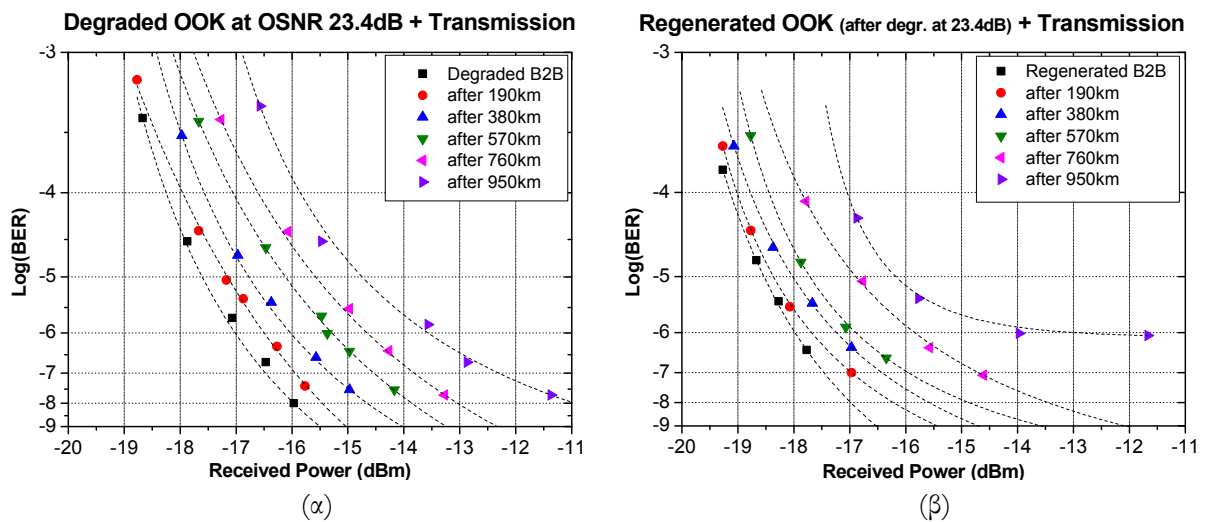 Degraded OOK at OSNR 23.4dB + Transmission
-3
-4
-5
-6
-7
-8
-9
Log(BER)
Degraded B2B
after 190km
after 380km
after 570km
after 760km
after 950km
-20 -19 -18 -17 -16 -15 -14 -13 -12 -11
Received Power (dBm)
(α)
Regenerated OOK (after degr. at 23.4dB) + Transmission
-3
-4
-5
-6
-7
-8
-9
Log(BER)
Regenerated B2B
after 190km
after 380km
after 570km
after 760km
after 950km
-20 -19 -18 -17 -16 -15 -14 -13 -12 -11
Received Power (dBm)
(β)